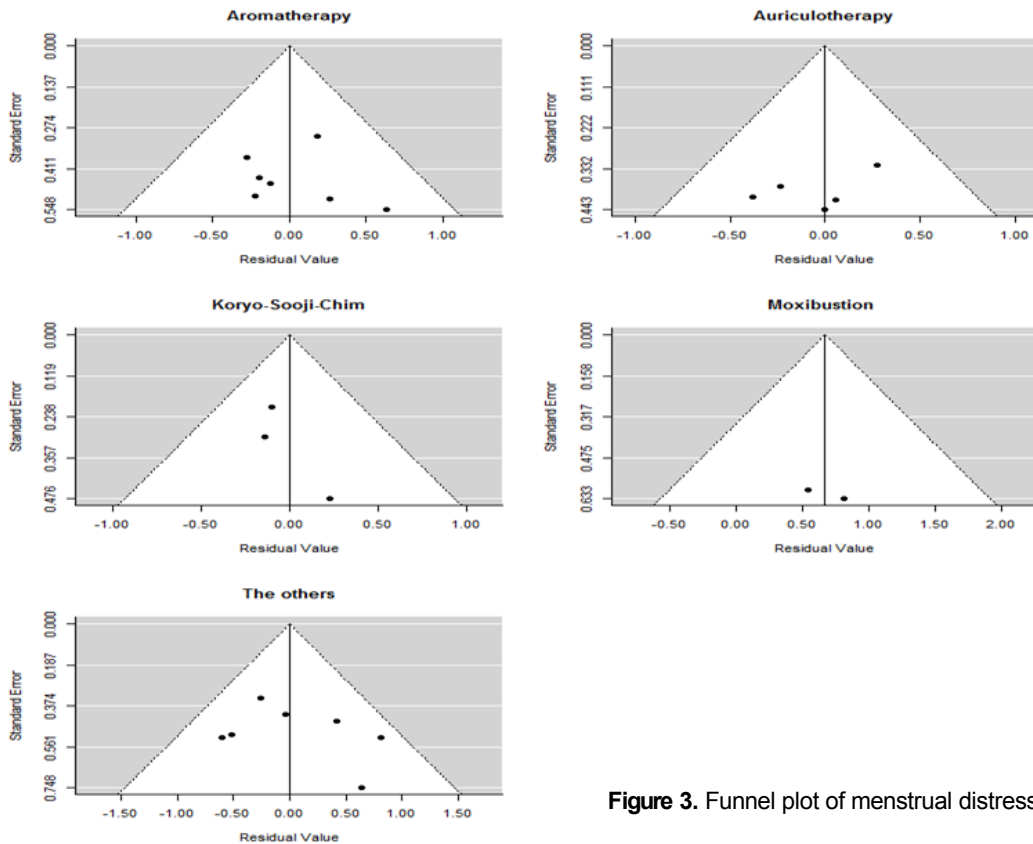 Aromatherapy
Standard Error
0.000
0.137
0.274
0.411
0.548
-1.00 -0.50 0.00 0.50 1.00
Residual Value
Auriculotherapy
Standard Error
0.000
0.111
0.222
0.332
0.443
-1.00 -0.50 0.00 0.50 1.00
Residual Value
Koryo-Sooji-Chim
Standard Error
0.000
0.119
0.238
0.357
0.476
-1.00 -0.50 0.00 0.50 1.00
Residual Value
Moxibustion
Standard Error
0.000
0.158
0.317
0.475
0.633
-0.50 0.00 0.50 1.00 1.50 2.00
Residual Value
The others
Standard Error
0.000
0.187
0.374
0.561
0.748
-1.50 -1.00 -0.50 0.00 0.50 1.00 1.50
Residual Value
Figure 3. Funnel plot of menstrual distress